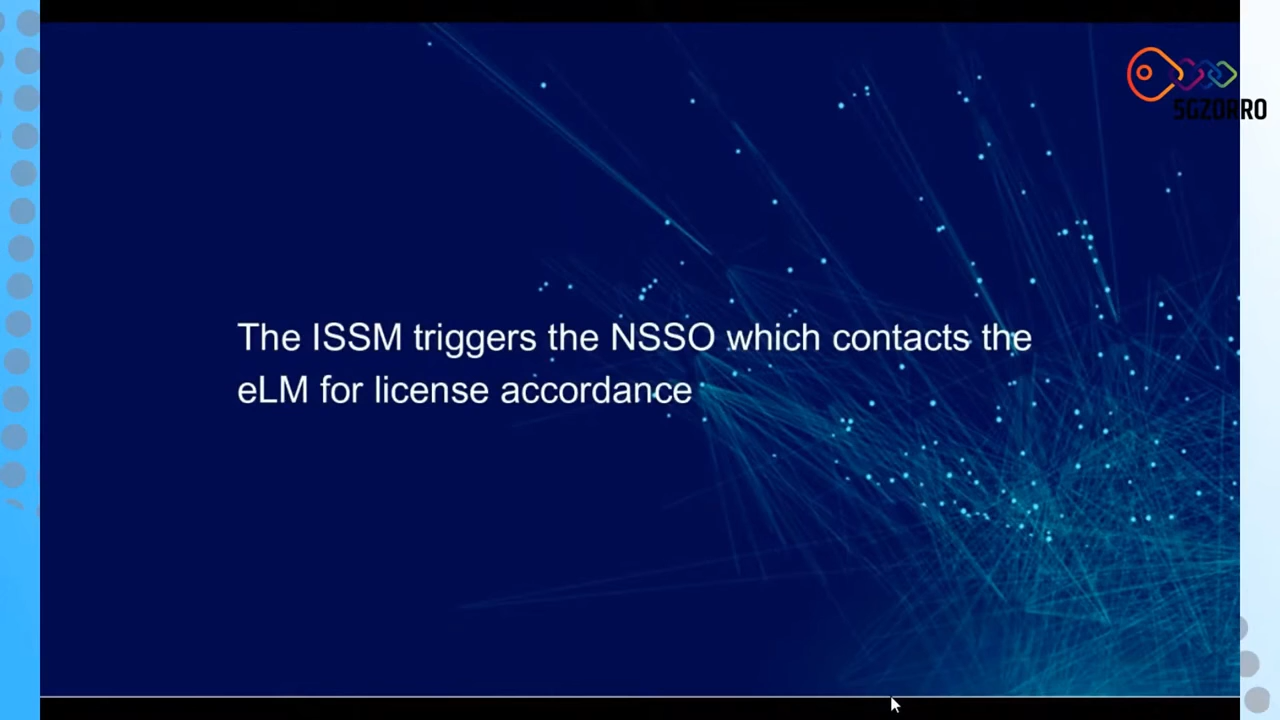 5GZORRO
The ISSM triggers the NSSO which contacts the
eLM for license accordance